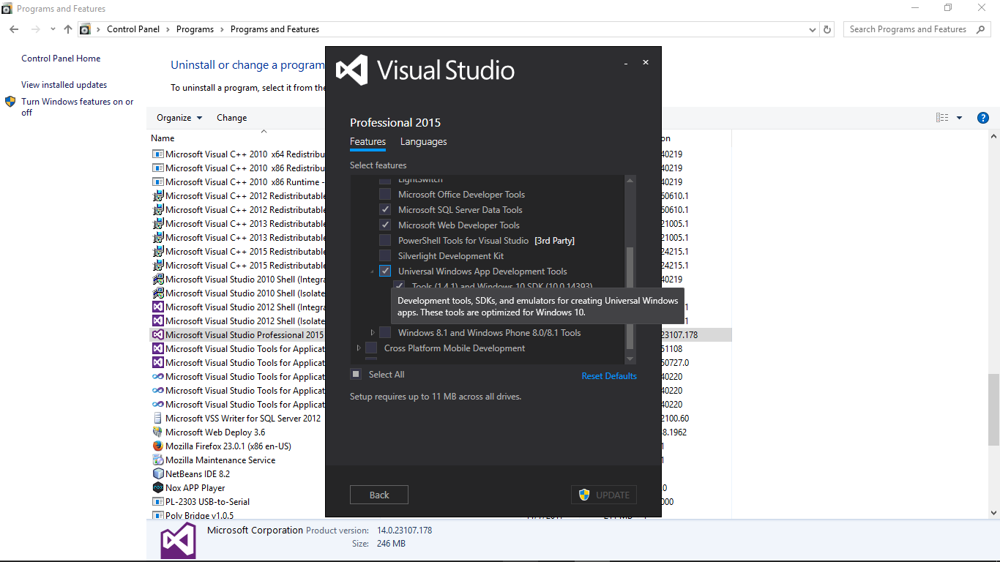 Programs and Features
Control Panel > Programs > Programs and Features
Search Programs and Features
Control Panel Home
View installed updates
Turn Windows features on or
off
Uninstall or change a program
To uninstall a program, select it from the
Organize
Change
Name
on
Microsoft Visual C++ 2010 x64 Redistribu
40219
Microsoft Visual C++ 2010 x86 Redistribu
40219
Microsoft Visual C++ 2010 x86 Runtime -
40219
Microsoft Visual C++ 2012 Redistributable
60610.1
Microsoft Visual C++ 2012 Redistributable
60610.1
Microsoft Visual C++ 2013 Redistributable
21005.1
Microsoft Visual C++ 2013 Redistributable
21005.1
Microsoft Visual C++ 2015 Redistributable
24215.1
Microsoft Visual C++ 2015 Redistributable
24215.1
Microsoft Visual Studio 2010 Shell (Integra
40219
Microsoft Visual Studio 2010 Shell (Isolate
40219
Microsoft Visual Studio 2012 Shell (Integra
.1
Microsoft Visual Studio 2012 Shell (Isolate
.1
Microsoft Visual Studio Professional 2015
23107.178
Microsoft Visual Studio Tools for Applicat
61108
Microsoft Visual Studio Tools for Applicat
60727.0
Microsoft Visual Studio Tools for Applicat
40220
Microsoft Visual Studio Tools for Applicat
40220
Microsoft Visual Studio Tools for Applicat
40220
Microsoft VSS Writer for SQL Server 2012
2100.60
Microsoft Web Deploy 3.6
8.1962
Mozilla Firefox 23.0.1 (x86 en-US)
1
Mozilla Maintenance Service
1
NetBeans IDE 8.2
Nox APP Player
.0
PL-2303 USB-to-Serial
000
Poly Bridge v1.0.5
Visual Studio
Professional 2015
Features
Languages
Select features
LightSwitch
Microsoft Office Developer Tools
Microsoft SQL Server Data Tools
Microsoft Web Developer Tools
PowerShell Tools for Visual Studio [3rd Party]
Silverlight Development Kit
Universal Windows App Development Tools
Tools (1.4.1) and Windows 10 SDK (10.0.14393)
Development tools, SDKs, and emulators for creating Universal Windows
apps. These tools are optimized for Windows 10.
Windows 8.1 and Windows Phone 8.0/8.1 Tools
Cross Platform Mobile Development
Select All
Reset Defaults
Setup requires up to 11 MB across all drives.
Back
UPDATE
Microsoft Corporation Product version: 14.0.23107.178
Size: 246 MB